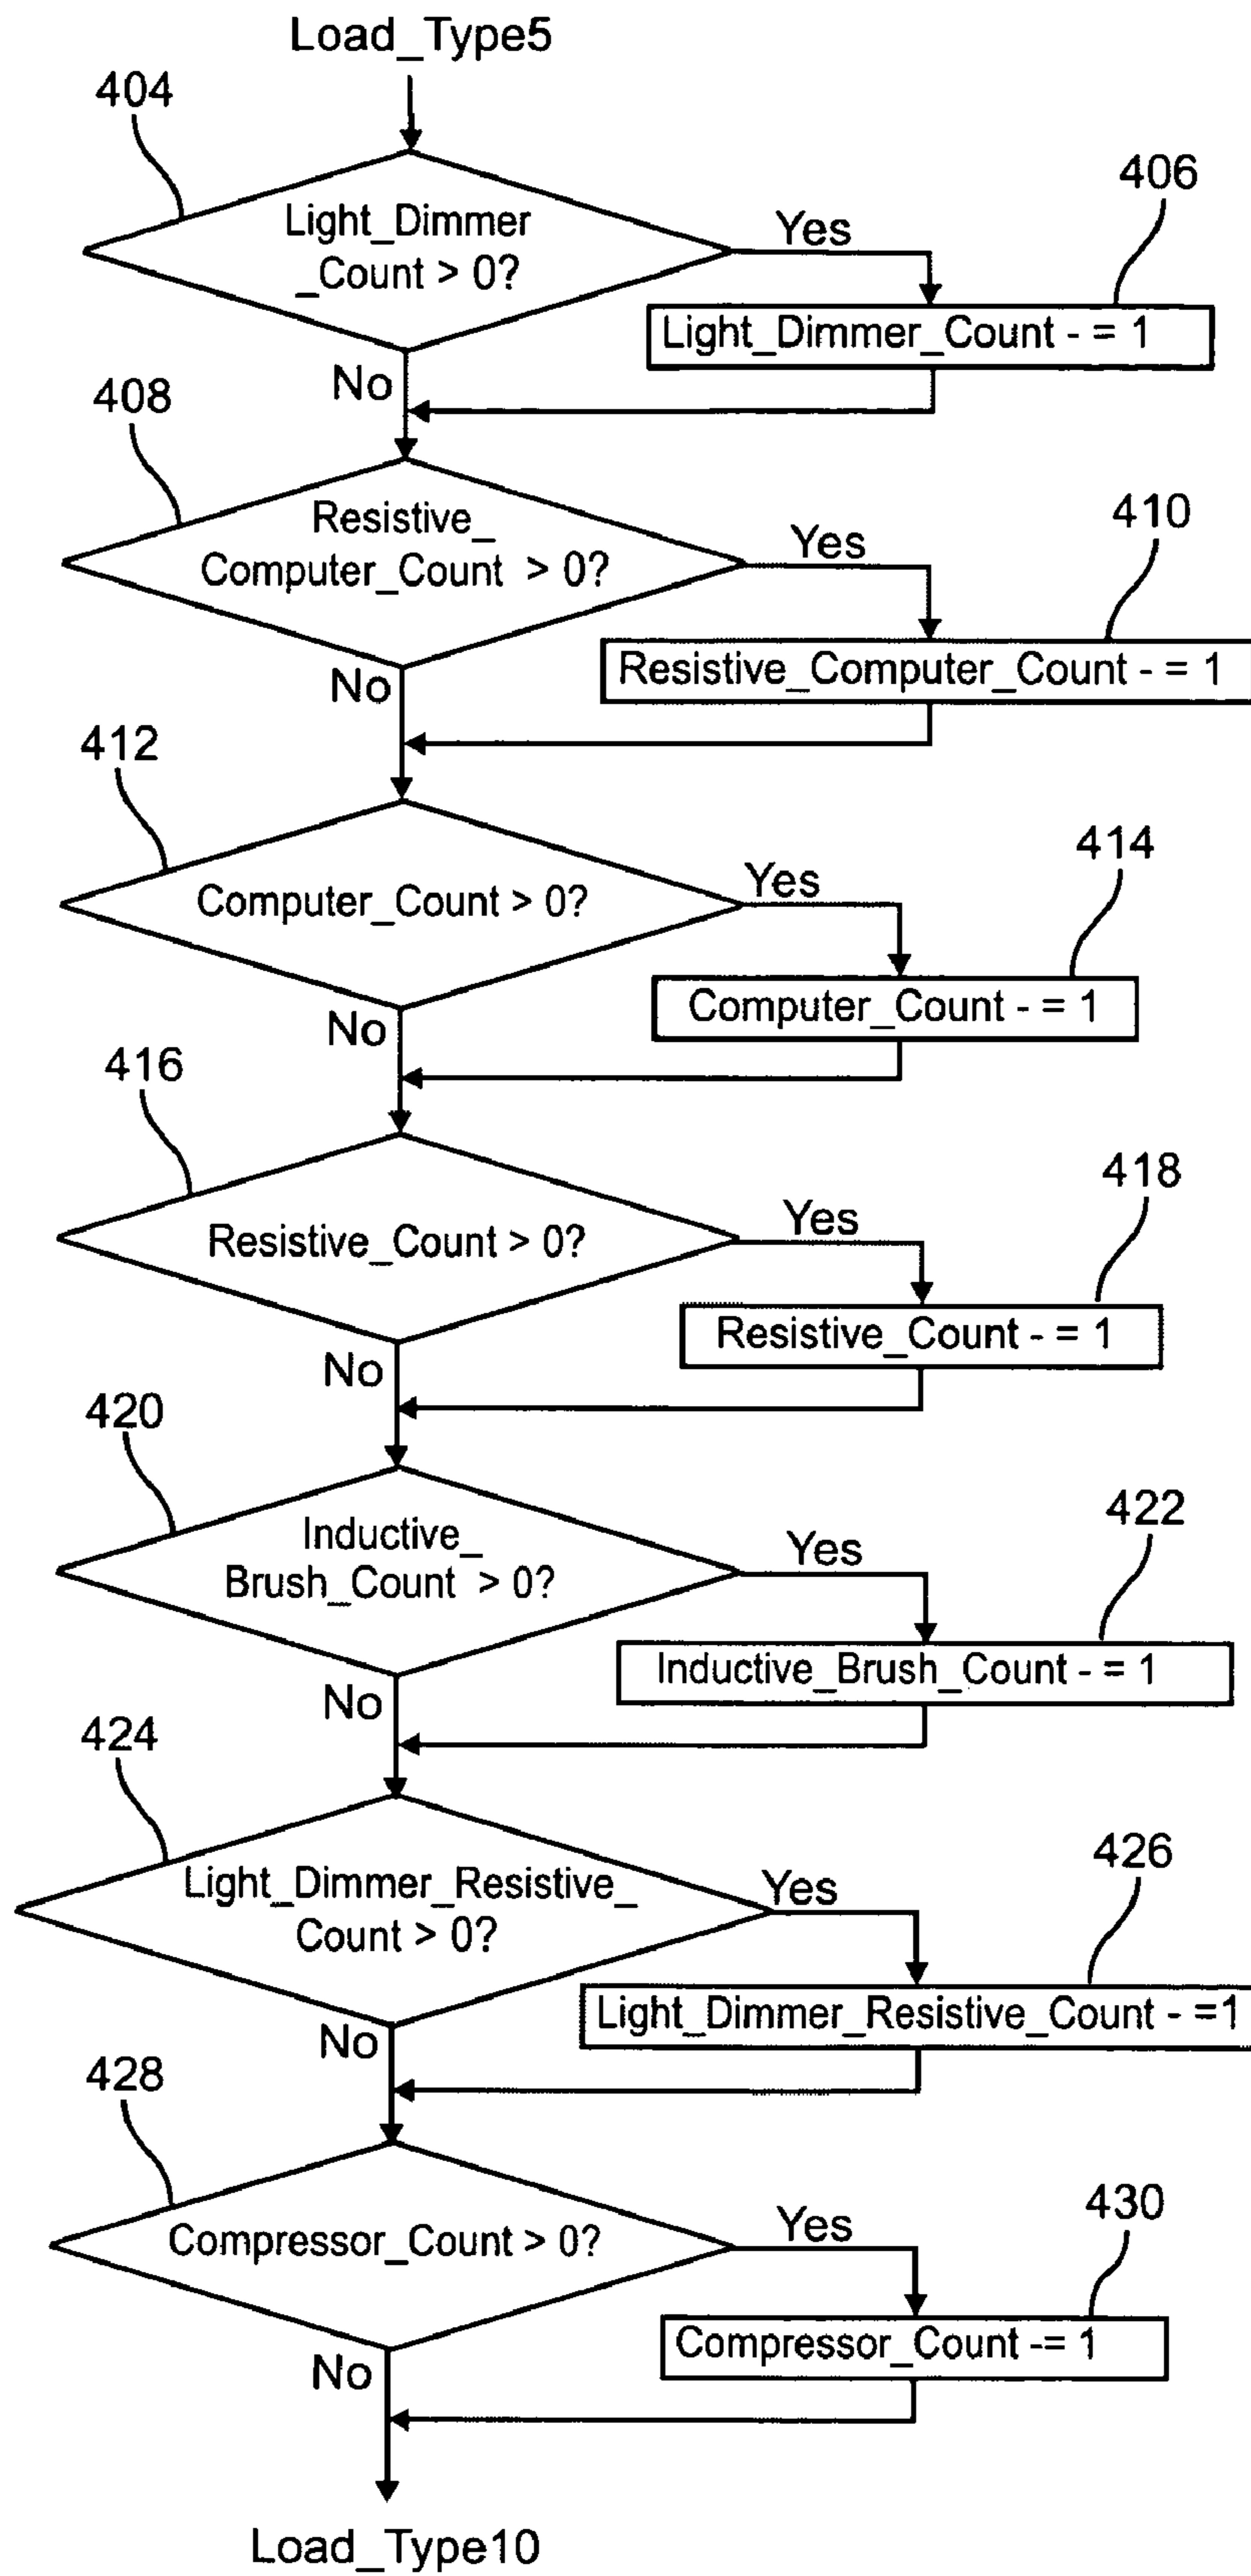 Load_Type5
404
Light_Dimmer
_Count > 0?
Yes
406
Light_Dimmer_Count - = 1
No
408
Resistive_
Computer_Count > 0?
Yes
410
Resistive_Computer_Count - = 1
No
412
Computer_Count > 0?
Yes
414
Computer_Count - = 1
No
416
Resistive_Count > 0?
Yes
418
Resistive_Count - = 1
No
420
Inductive_
Brush_Count > 0?
Yes
422
Inductive_Brush_Count - = 1
No
424
Light_Dimmer_Resistive_
Count > 0?
Yes
426
Light_Dimmer_Resistive_Count - =1
No
428
Compressor_Count > 0?
Yes
430
Compressor_Count -= 1
No
Load_Type10